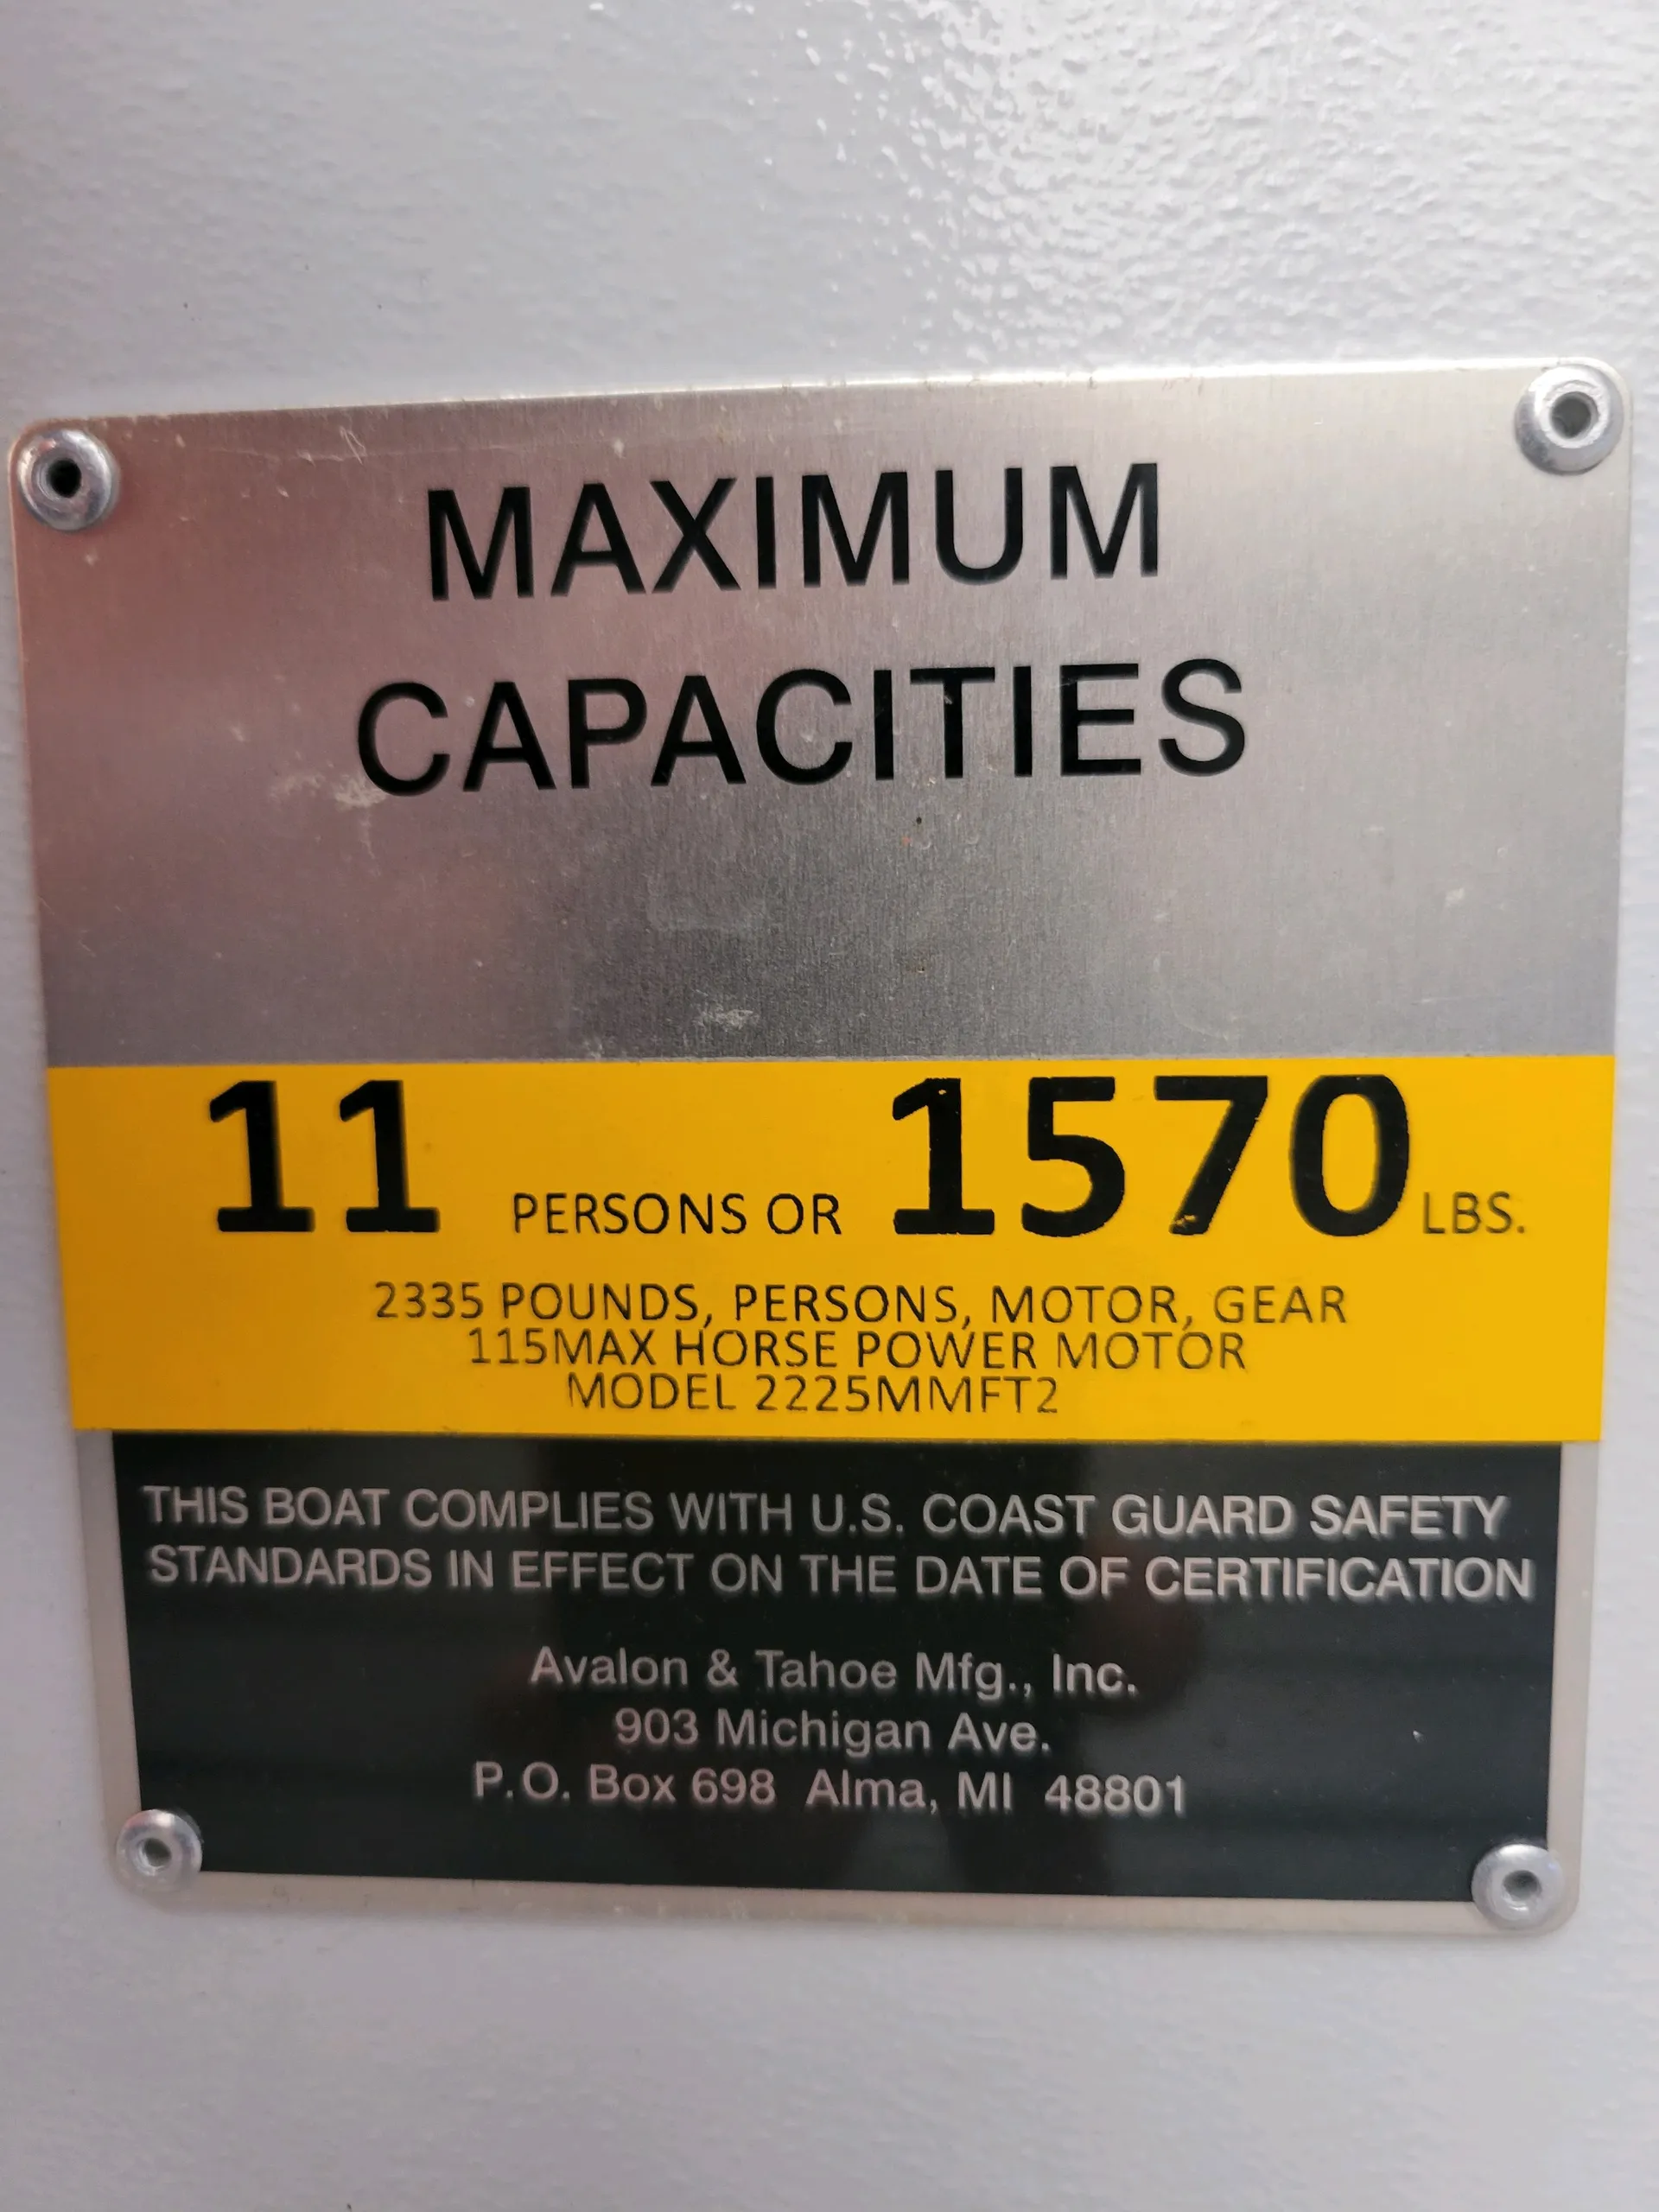 MAXIMUM
CAPACITIES
11 PERSONS OR 1570 LBS.
2335 POUNDS, PERSONS, MOTOR, GEAR
115MAX HORSE POWER MOTOR
MODEL 2225MMFT2
THIS BOAT COMPLIES WITH U.S. COAST GUARD SAFETY
STANDARDS IN EFFECT ON THE DATE OF CERTIFICATION
Avalon & Tahoe Mfg., Inc.
903 Michigan Ave.
P.O. Box 698 Alma, MI 48801